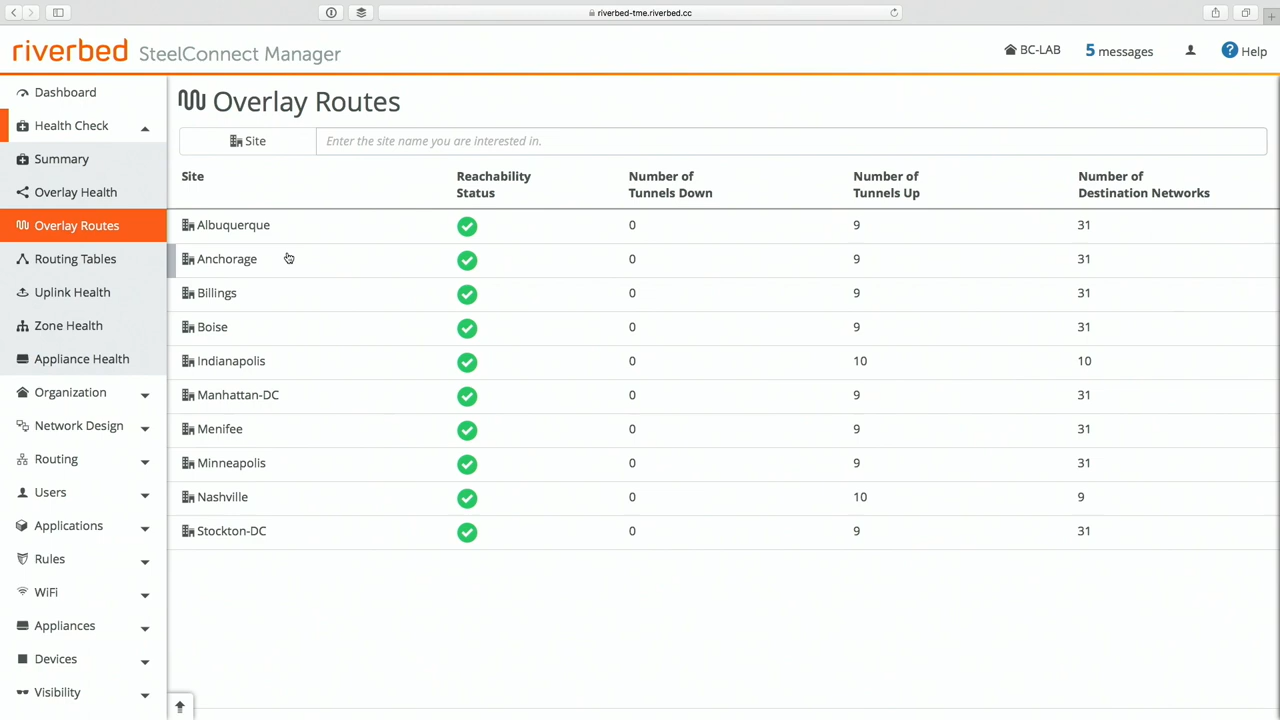 riverbed-tme.riverbed.cc
riverbed SteelConnect Manager
BC-LAB
5 messages
Help
Dashboard
Health Check
Summary
Overlay Health
Overlay Routes
Routing Tables
Uplink Health
Zone Health
Appliance Health
Organization
Network Design
Routing
Users
Applications
Rules
WiFi
Appliances
Devices
Visibility
Overlay Routes
Site Enter the site name you are interested in.
Site Reachability Status Number of Tunnels Down Number of Tunnels Up Number of Destination Networks
Albuquerque 0 9 31
Anchorage 0 9 31
Billings 0 9 31
Boise 0 9 31
Indianapolis 0 10 10
Manhattan-DC 0 9 31
Menifee 0 9 31
Minneapolis 0 9 31
Nashville 0 10 9
Stockton-DC 0 9 31